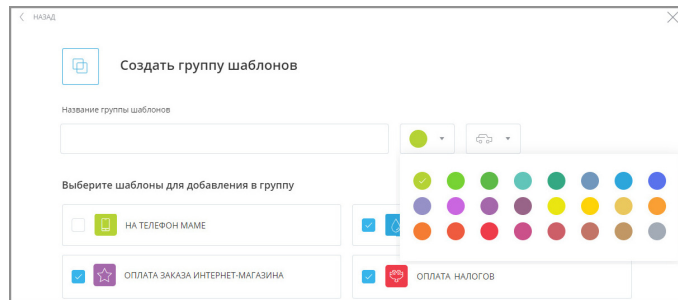 НАЗАД
Создать группу шаблонов
Название группы шаблонов
Выберите шаблоны для добавления в группу
НА ТЕЛЕФОН МАМЕ
ОПЛАТА ЗАКАЗА ИНТЕРНЕТ-МАГАЗИНА
ОПЛАТА НАЛОГОВ